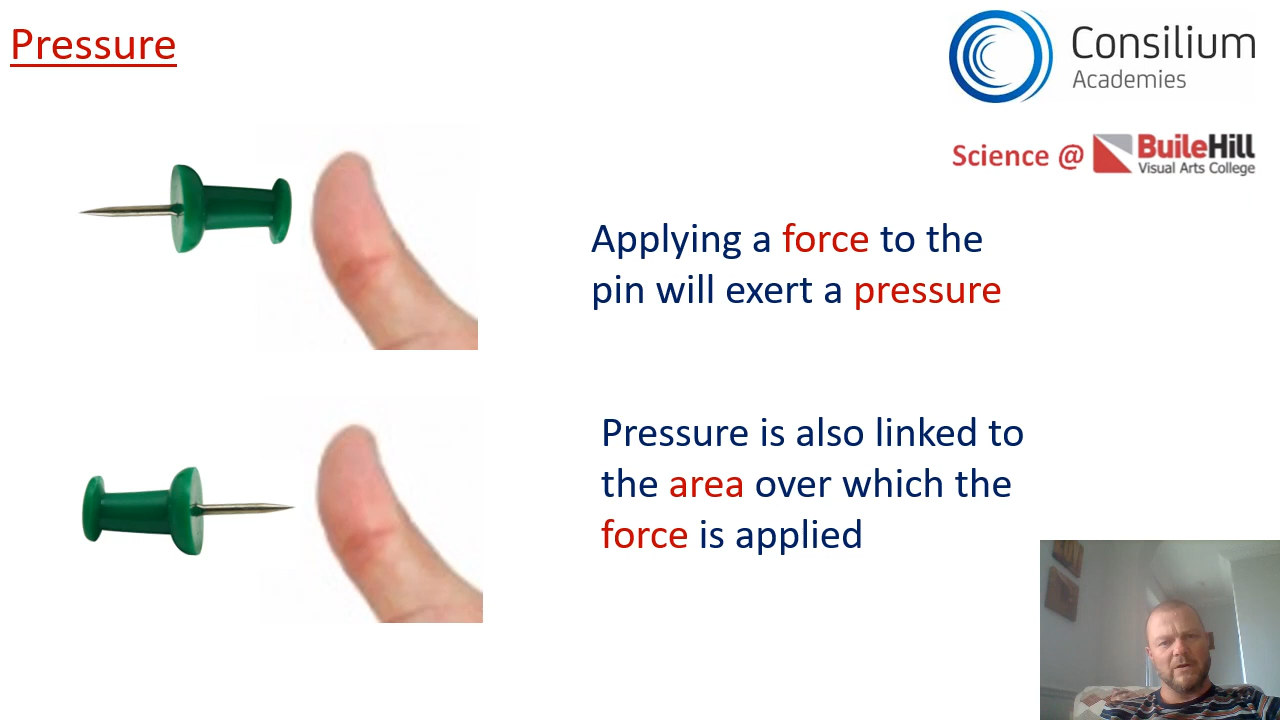 Pressure
Consilium
Academies
Science @ BuileHill
Visual Arts College
Applying a force to the
pin will exert a pressure
Pressure is also linked to
the area over which the
force is applied